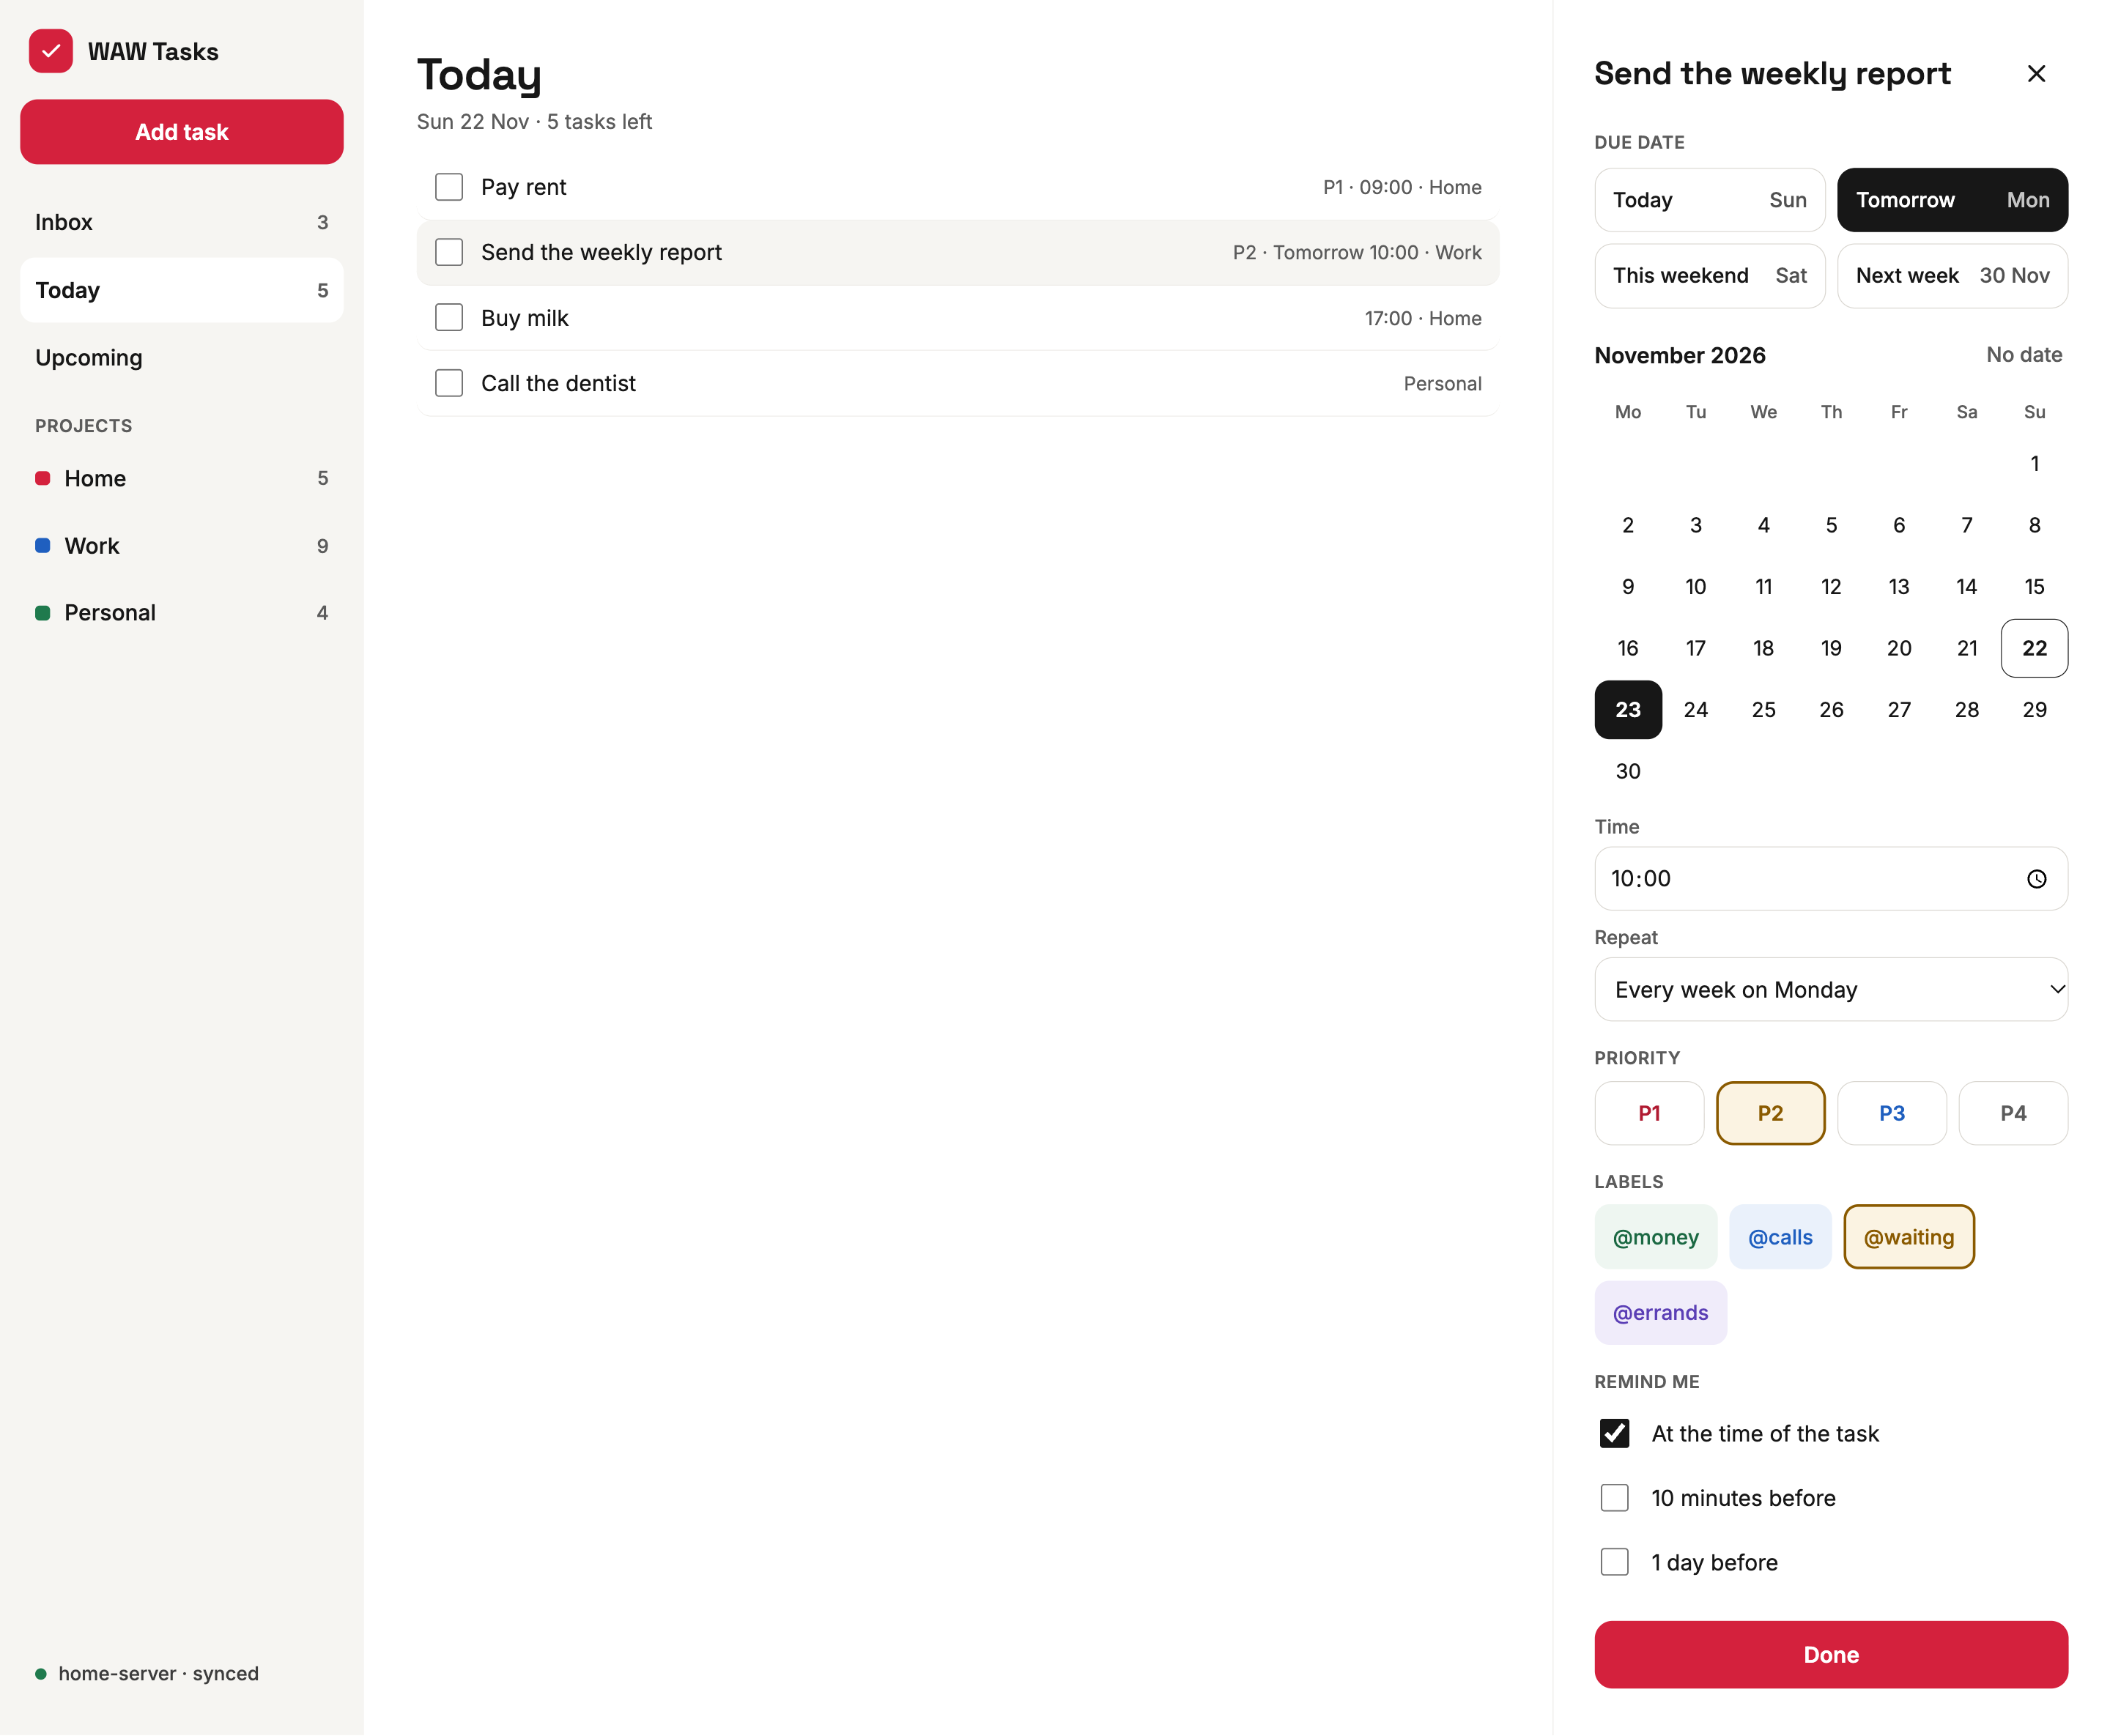 WAW Tasks
Add task
Inbox 3
Today 5
Upcoming
PROJECTS
Home 5
Work 9
Personal 4
home-server · synced
Today
Sun 22 Nov · 5 tasks left
Pay rent P1 · 09:00 · Home
Send the weekly report P2 · Tomorrow 10:00 · Work
Buy milk 17:00 · Home
Call the dentist Personal
Send the weekly report
DUE DATE
Today Sun Tomorrow Mon
This weekend Sat Next week 30 Nov
November 2026 No date
Mo Tu We Th Fr Sa Su
1
2 3 4 5 6 7 8
9 10 11 12 13 14 15
16 17 18 19 20 21 22
23 24 25 26 27 28 29
30
Time
10:00
Repeat
Every week on Monday
PRIORITY
P1 P2 P3 P4
LABELS
@money @calls @waiting
@errands
REMIND ME
At the time of the task
10 minutes before
1 day before
Done